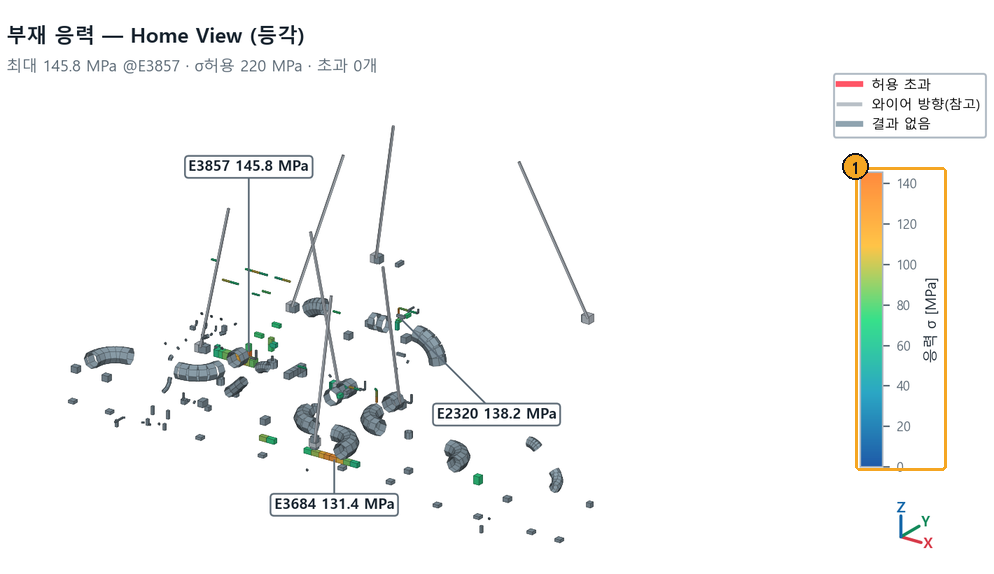 부재 응력 — Home View (등각)
최대 145.8 MPa @E3857 · σ허용 220 MPa · 초과 0개
허용 초과
와이어 방향(참고)
결과 없음
1
E3857 145.8 MPa
140
120
100
80
60
40
20
0
응력 σ [MPa]
E2320 138.2 MPa
E3684 131.4 MPa
Z
Y
X